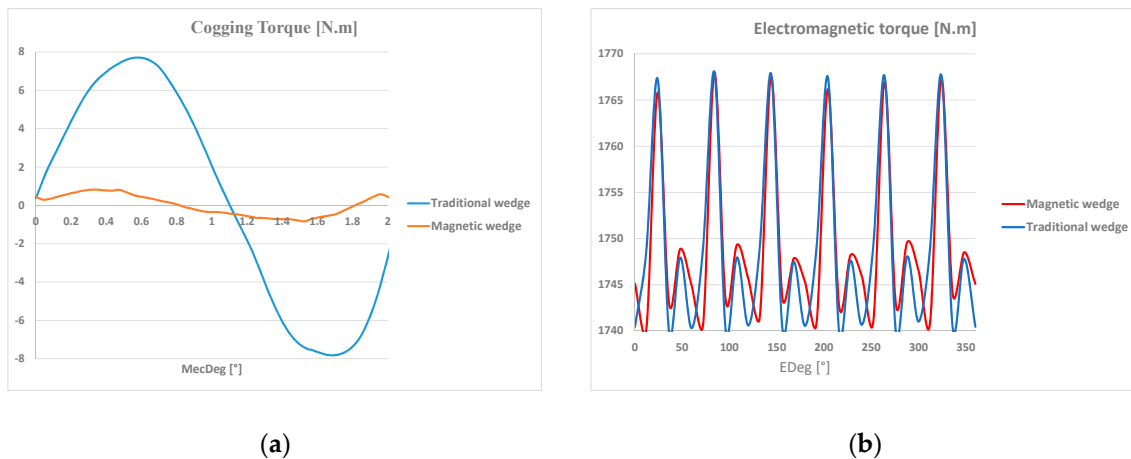 Cogging Torque [N.m]
8
6
4
2
0
-2
-4
-6
-8
0 0.2 0.4 0.6 0.8 1 1.2 1.4 1.6 1.8 2
MecDeg [°]
Traditional wedge
Magnetic wedge
(a)
Electromagnetic torque [N.m]
1770
1765
1760
1755
1750
1745
1740
0 50 100 150 200 250 300 350
EDeg [°]
Magnetic wedge
Traditional wedge
(b)